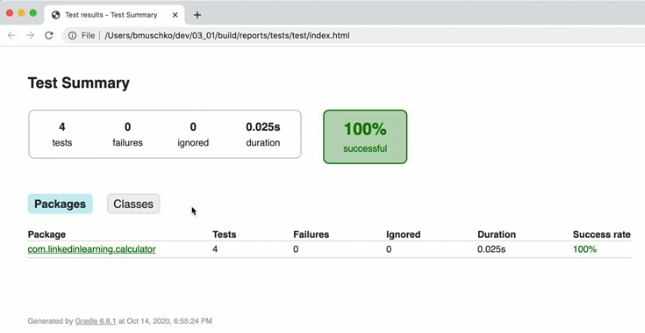 Test results - Test Summary
File | /Users/bmuschko/dev/03_01/build/reports/tests/test/index.html
Test Summary
4 0 0 0.025s
tests failures ignored duration
100%
successful
Packages Classes
Package Tests Failures Ignored Duration Success rate
com.linkedinlearning.calculator 4 0 0 0.025s 100%
Generated by Gradle 6.6.1 at Oct 14, 2020, 6:55:24 PM